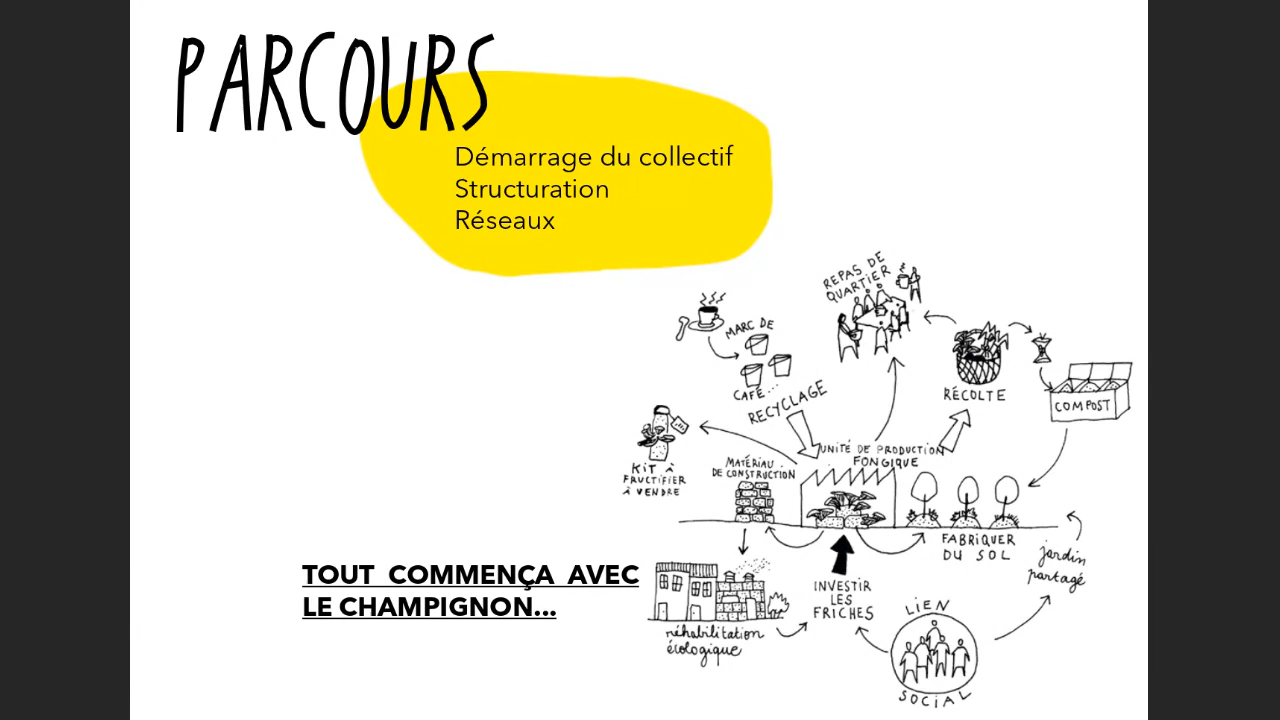 PARCOURS
Démarrage du collectif
Structuration
Réseaux
REPAS DE
QUARTIER
MARC DE
CAFÉ...
RECYCLAGE
RÉCOLTE
COMPOST
UNITÉ DE PRODUCTION
FONGIQUE
KIT À
FRUCTIFIER
À VENDRE
MATÉRIAU
DE CONSTRUCTION
FABRIQUER
DU SOL
jardin
partagé
TOUT COMMENÇA AVEC
LE CHAMPIGNON...
INVESTIR
LES
FRICHES
réhabilitation
écologique
LIEN
SOCIAL